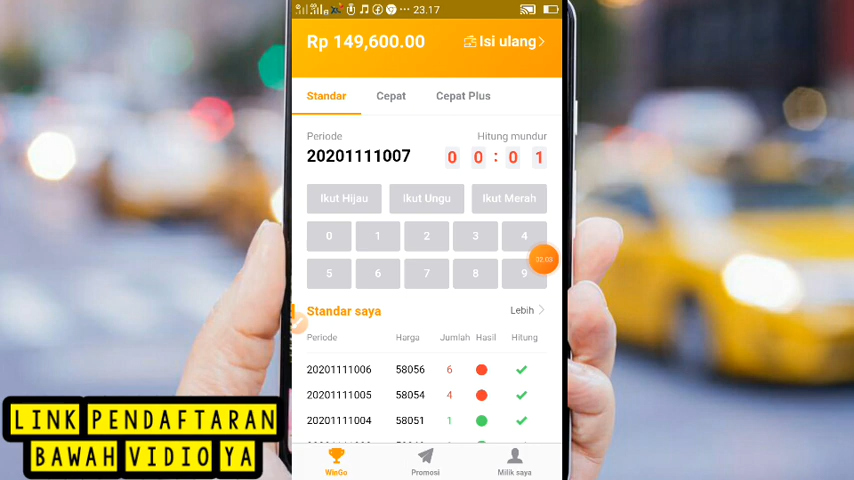 23.17
Rp 149,600.00
Isi ulang
Standar Cepat Cepat Plus
Periode Hitung mundur
20201111007 0 0 : 0 1
Ikut Hijau Ikut Ungu Ikut Merah
0 1 2 3 4
5 6 7 8 9
Standar saya Lebih
Periode Harga Jumlah Hasil Hitung
20201111006 58056 6
20201111005 58054 4
20201111004 58051 1
WinGo Promosi Milik saya
LINK PENDAFTARAN
BAWAH VIDIO YA